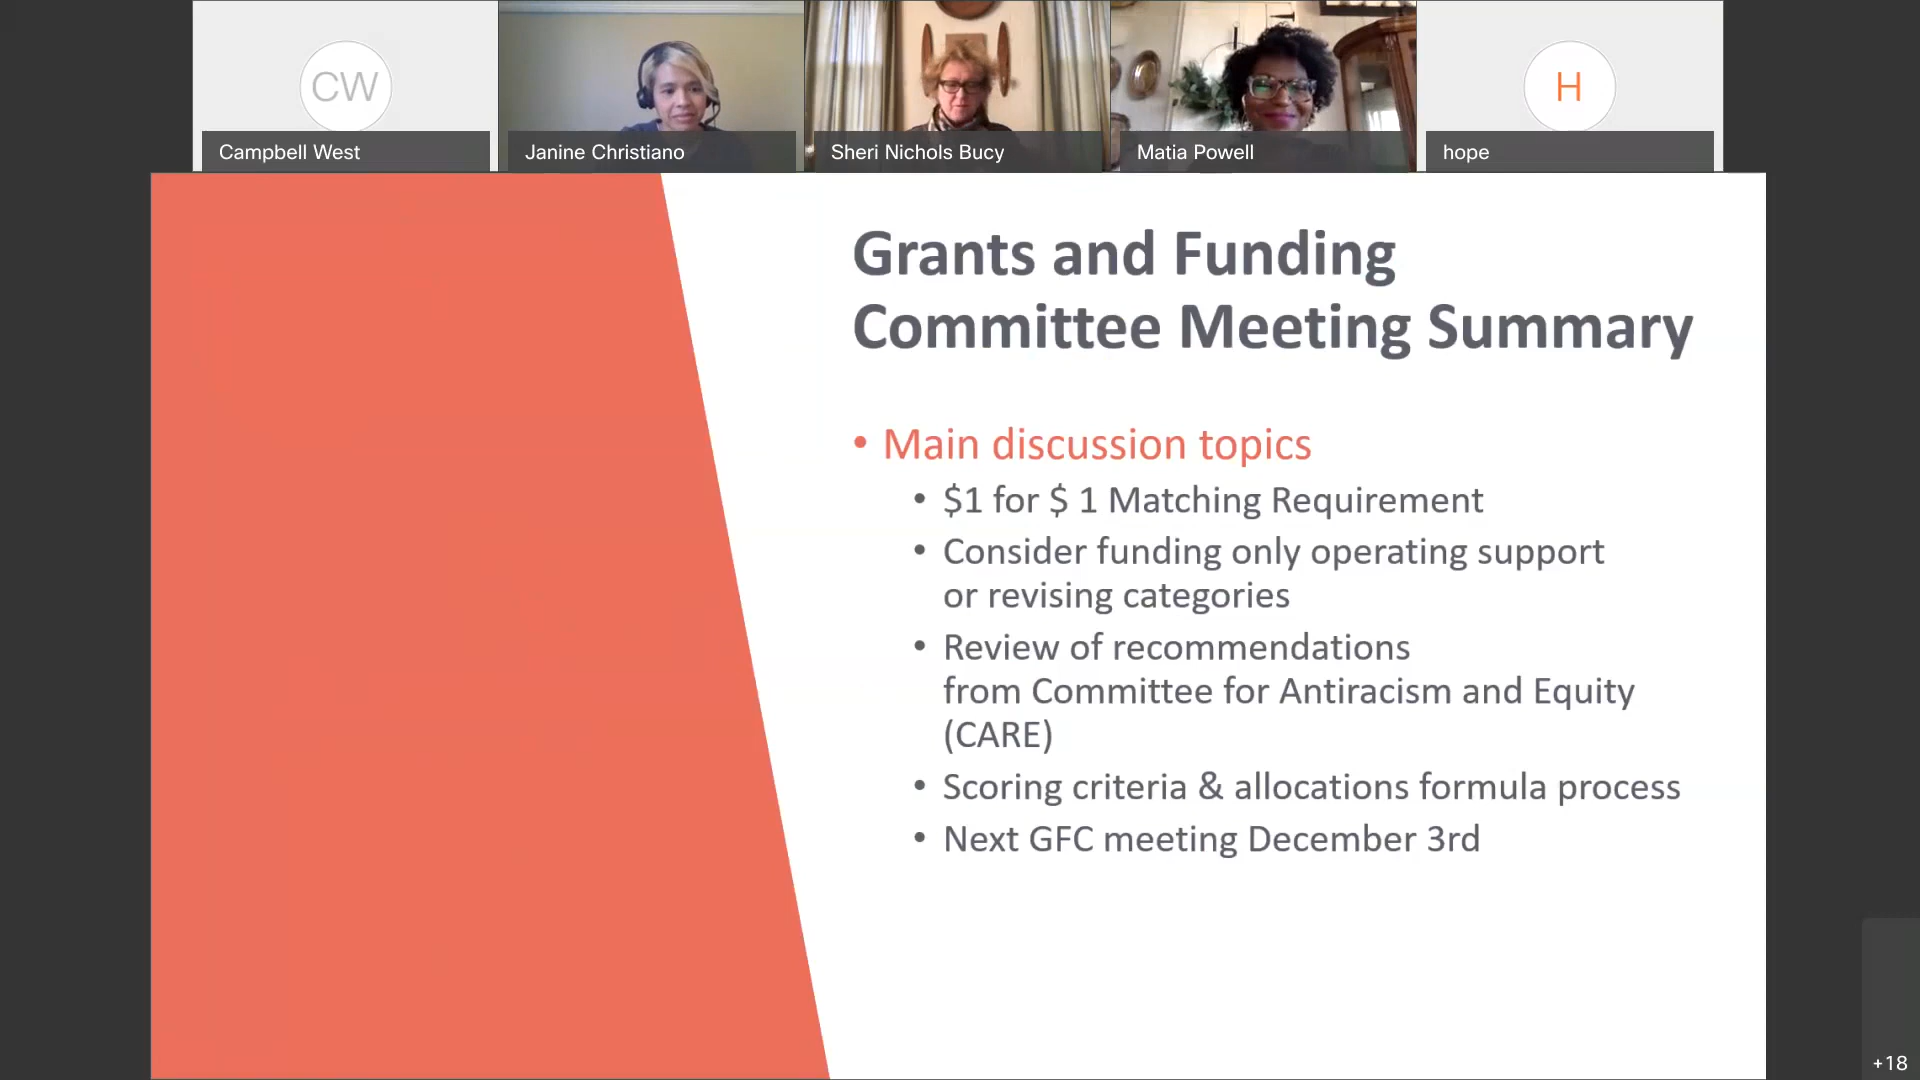 CW
H
Campbell West
Janine Christiano
Sheri Nichols Bucy
Matia Powell
hope
Grants and Funding
Committee Meeting Summary
• Main discussion topics
• $1 for $ 1 Matching Requirement
• Consider funding only operating support
or revising categories
• Review of recommendations
from Committee for Antiracism and Equity
(CARE)
• Scoring criteria & allocations formula process
• Next GFC meeting December 3rd
+18